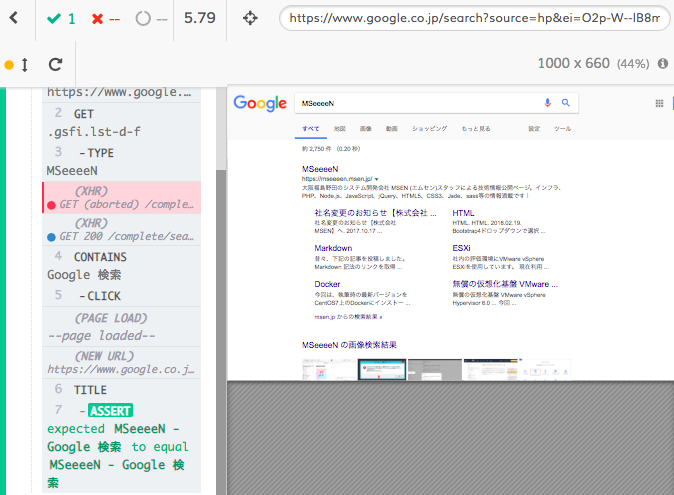 1 -- -- 5.79 https://www.google.co.jp/search?source=hp&ei=O2p-W--IB8m
1000 x 660 (44%)
https://www.google.…
2 GET
.gsfi.lst-d-f
3 -TYPE
MSeeeeN
(XHR)
GET (aborted) /comple…
(XHR)
GET 200 /complete/sea…
4 CONTAINS
Google 検索
5 -CLICK
(PAGE LOAD)
--page loaded--
(NEW URL)
https://www.google.co.j…
6 TITLE
7 -ASSERT
expected MSeeeeN -
Google 検索 to equal
MSeeeeN - Google 検
索
Google MSeeeeN
すべて 地図 画像 動画 ショッピング もっと見る 設定 ツール
約 2,750 件 (0.20 秒)
MSeeeeN
https://mseeeen.msen.jp/
大阪福島野田のシステム開発会社 MSEN (エムセン)スタッフによる技術情報公開ページ。インフラ、
PHP、Node.js、JavaScript、jQuery、HTML5、CSS3、Jade、sass等の情報満載です！
社名変更のお知らせ【株式会社 ...
社名変更のお知らせ【株式会社
MSEN】へ. 2017.10.17 ...
HTML
HTML. HTML. 2018.02.19.
Bootstrap4ドロップダウンで選択 ...
Markdown
昔々、下記の記事を投稿しました。
Markdown 記法のリンクを取得 ...
ESXi
社内の評価環境にVMware vSphere
ESXiを使用しています。 現在利用 ...
Docker
今回は、執筆時の最新バージョンを
CentOS7上のDockerにインストー ...
無償の仮想化基盤 VMware ...
無償の仮想化基盤 VMware vSphere
Hypervisor 6.0 ... 今回 ...
msen.jp からの検索結果 »
MSeeeeN の画像検索結果